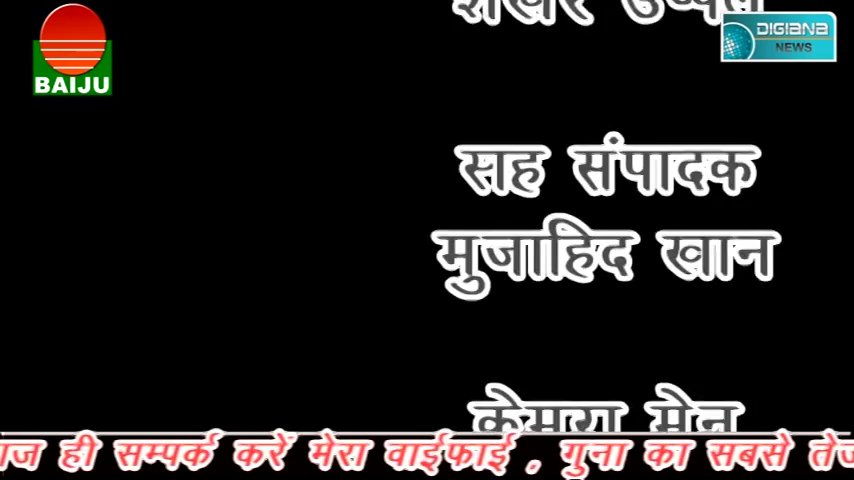 BAIJU
DIGIANA
NEWS
सह संपादक
मुजाहिद खान
केमरा मेन
ही सम्पर्क करें मेरा वाईफाई , गुना का सबसे